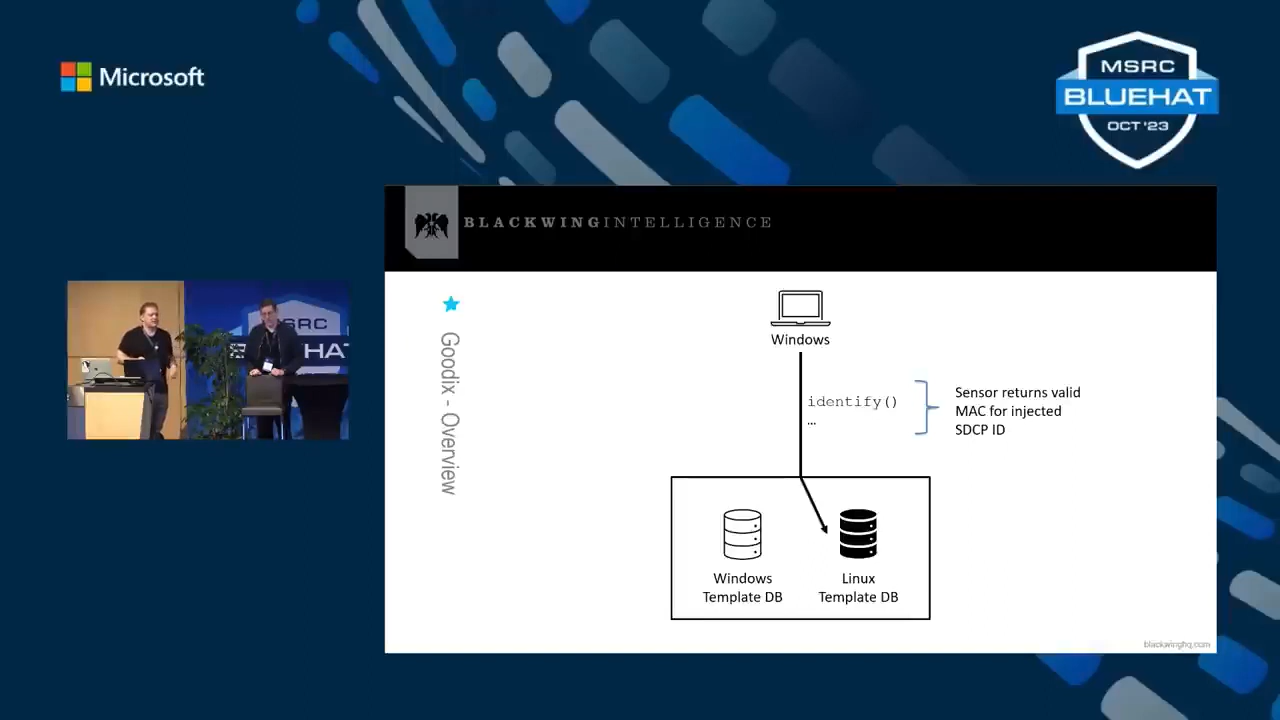 Microsoft
MSRC
BLUEHAT
OCT '23
BLACKWINGINTELLIGENCE
Goodix - Overview
Windows
identify()
…
Sensor returns valid
MAC for injected
SDCP ID
Windows
Template DB
Linux
Template DB
blackwinghq.com
MSRC